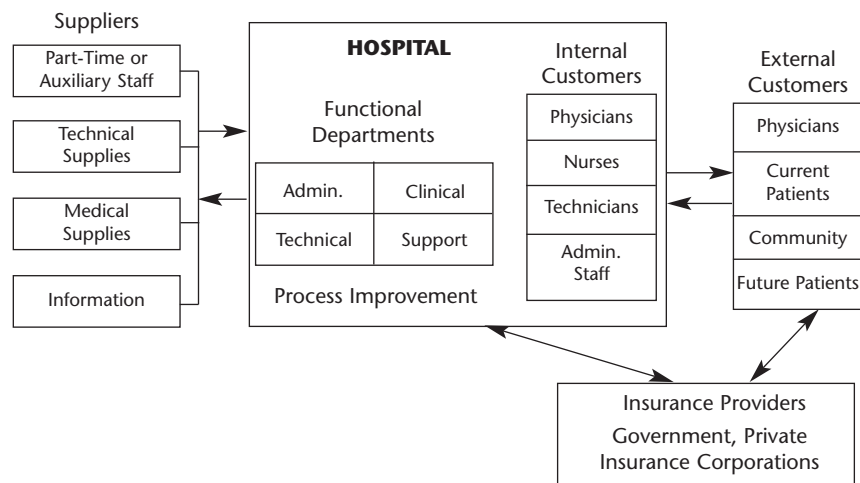 Suppliers
Part-Time or
Auxiliary Staff
Technical
Supplies
Medical
Supplies
Information
HOSPITAL
Functional
Departments
Admin.
Clinical
Technical
Support
Process Improvement
Internal
Customers
Physicians
Nurses
Technicians
Admin.
Staff
External
Customers
Physicians
Current
Patients
Community
Future Patients
Insurance Providers
Government, Private
Insurance Corporations